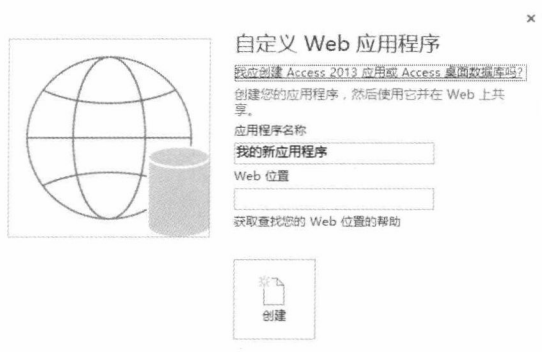 自定义 Web 应用程序
我应创建 Access 2013 应用或 Access 桌面数据库吗?
创建您的应用程序，然后使用它并在 Web 上共
享。
应用程序名称
我的新应用程序
Web 位置
获取查找您的 Web 位置的帮助
创建